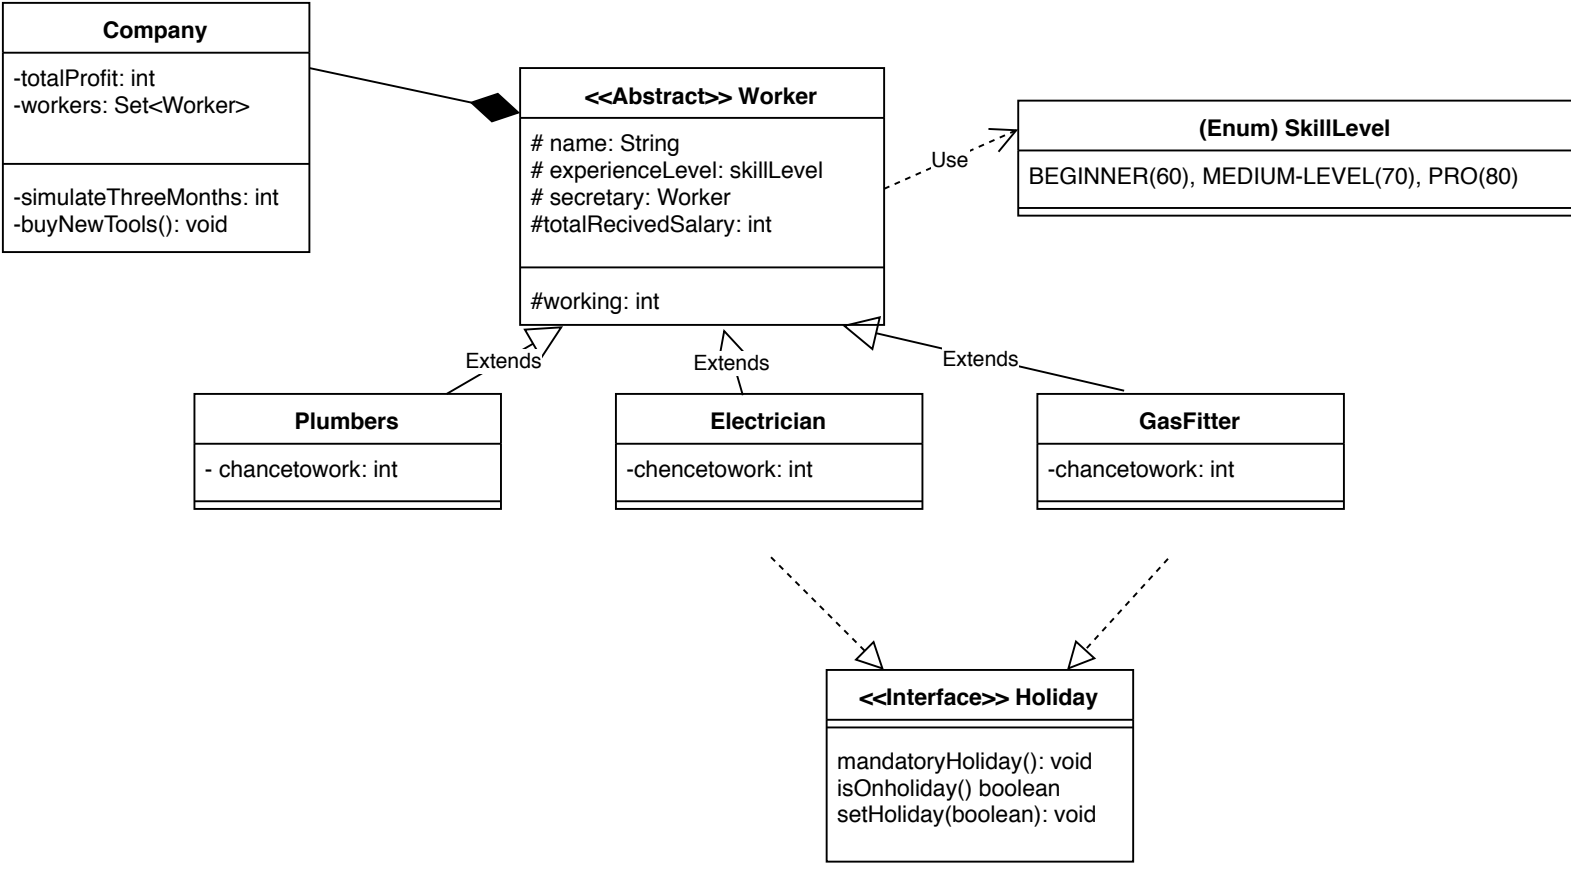 Company
-totalProfit: int
-workers: Set<Worker>
-simulateThreeMonths: int
-buyNewTools(): void
<<Abstract>> Worker
# name: String
# experienceLevel: skillLevel
# secretary: Worker
#totalRecivedSalary: int
#working: int
Use
(Enum) SkillLevel
BEGINNER(60), MEDIUM-LEVEL(70), PRO(80)
Extends
Extends
Extends
Plumbers
- chancetowork: int
Electrician
-chencetowork: int
GasFitter
-chancetowork: int
<<Interface>> Holiday
mandatoryHoliday(): void
isOnholiday() boolean
setHoliday(boolean): void